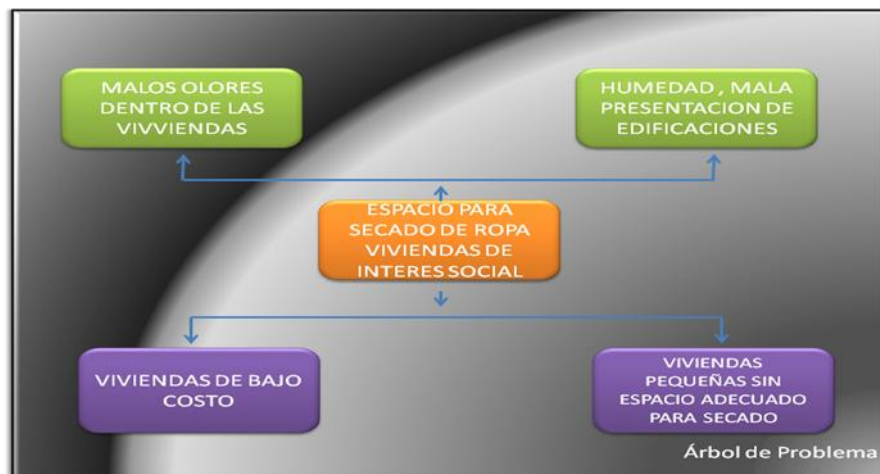 MALOS OLORES
DENTRO DE LAS
VIVVIENDAS
HUMEDAD , MALA
PRESENTACION DE
EDIFICACIONES
ESPACIO PARA
SECADO DE ROPA
VIVIENDAS DE
INTERES SOCIAL
VIVIENDAS DE BAJO
COSTO
VIVIENDAS
PEQUEÑAS SIN
ESPACIO ADECUADO
PARA SECADO
Árbol de Problema